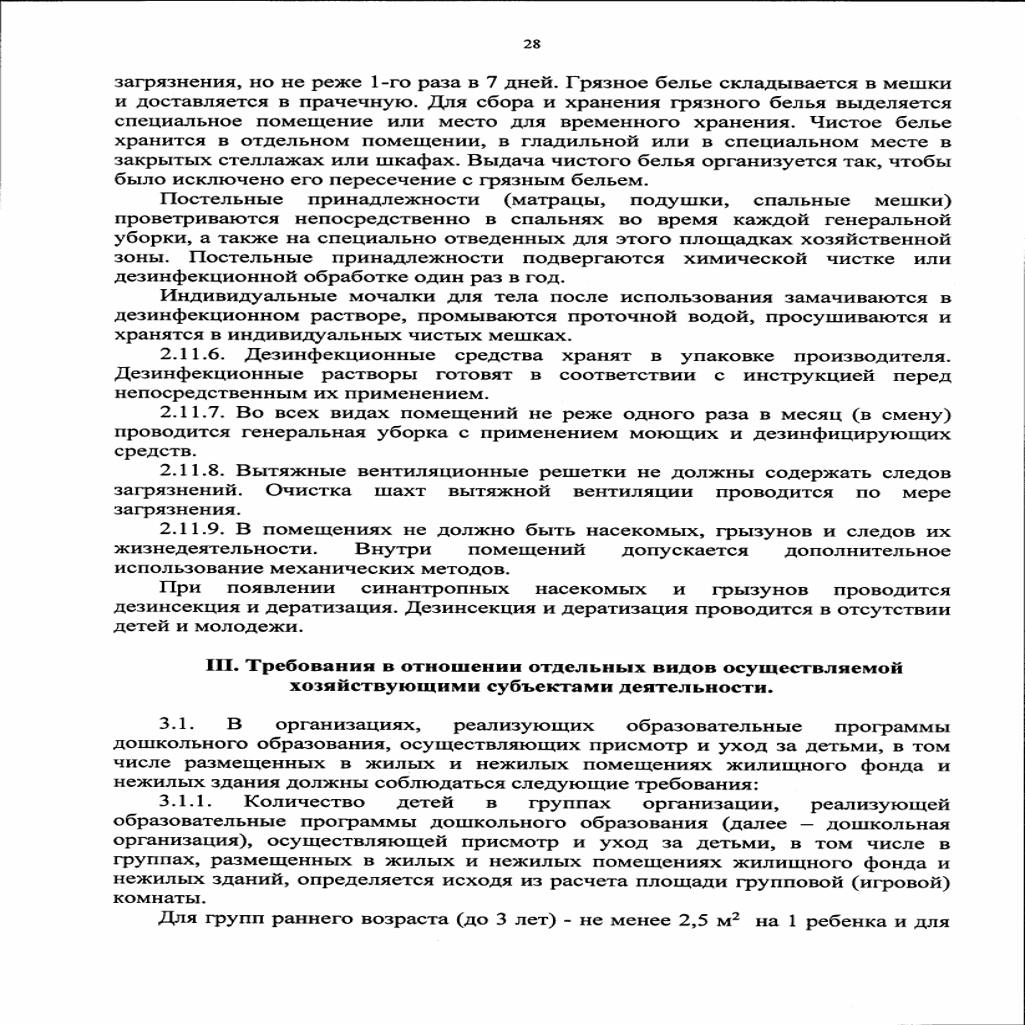 28
загрязнения, но не реже 1-го раза в 7 дней. Грязное белье складывается в мешки
и доставляется в прачечную. Для сбора и хранения грязного белья выделяется
специальное помещение или место для временного хранения. Чистое белье
хранится в отдельном помещении, в гладильной или в специальном месте в
закрытых стеллажах или шкафах. Выдача чистого белья организуется так, чтобы
было исключено его пересечение с грязным бельем.
Постельные принадлежности (матрацы, подушки, спальные мешки)
проветриваются непосредственно в спальнях во время каждой генеральной
уборки, а также на специально отведенных для этого площадках хозяйственной
зоны. Постельные принадлежности подвергаются химической чистке или
дезинфекционной обработке один раз в год.
Индивидуальные мочалки для тела после использования замачиваются в
дезинфекционном растворе, промываются проточной водой, просушиваются и
хранятся в индивидуальных чистых мешках.
2.11.6. Дезинфекционные средства хранят в упаковке производителя.
Дезинфекционные растворы готовят в соответствии с инструкцией перед
непосредственным их применением.
2.11.7. Во всех видах помещений не реже одного раза в месяц (в смену)
проводится генеральная уборка с применением моющих и дезинфицирующих
средств.
2.11.8. Вытяжные вентиляционные решетки не должны содержать следов
загрязнений. Очистка шахт вытяжной вентиляции проводится по мере
загрязнения.
2.11.9. В помещениях не должно быть насекомых, грызунов и следов их
жизнедеятельности. Внутри помещений допускается дополнительное
использование механических методов.
При появлении синантропных насекомых и грызунов проводится
дезинсекция и дератизация. Дезинсекция и дератизация проводится в отсутствии
детей и молодежи.
III. Требования в отношении отдельных видов осуществляемой
хозяйствующими субъектами деятельности.
3.1. В организациях, реализующих образовательные программы
дошкольного образования, осуществляющих присмотр и уход за детьми, в том
числе размещенных в жилых и нежилых помещениях жилищного фонда и
нежилых здания должны соблюдаться следующие требования:
3.1.1. Количество детей в группах организации, реализующей
образовательные программы дошкольного образования (далее – дошкольная
организация), осуществляющей присмотр и уход за детьми, в том числе в
группах, размещенных в жилых и нежилых помещениях жилищного фонда и
нежилых зданий, определяется исходя из расчета площади групповой (игровой)
комнаты.
Для групп раннего возраста (до 3 лет) - не менее 2,5 м² на 1 ребенка и для